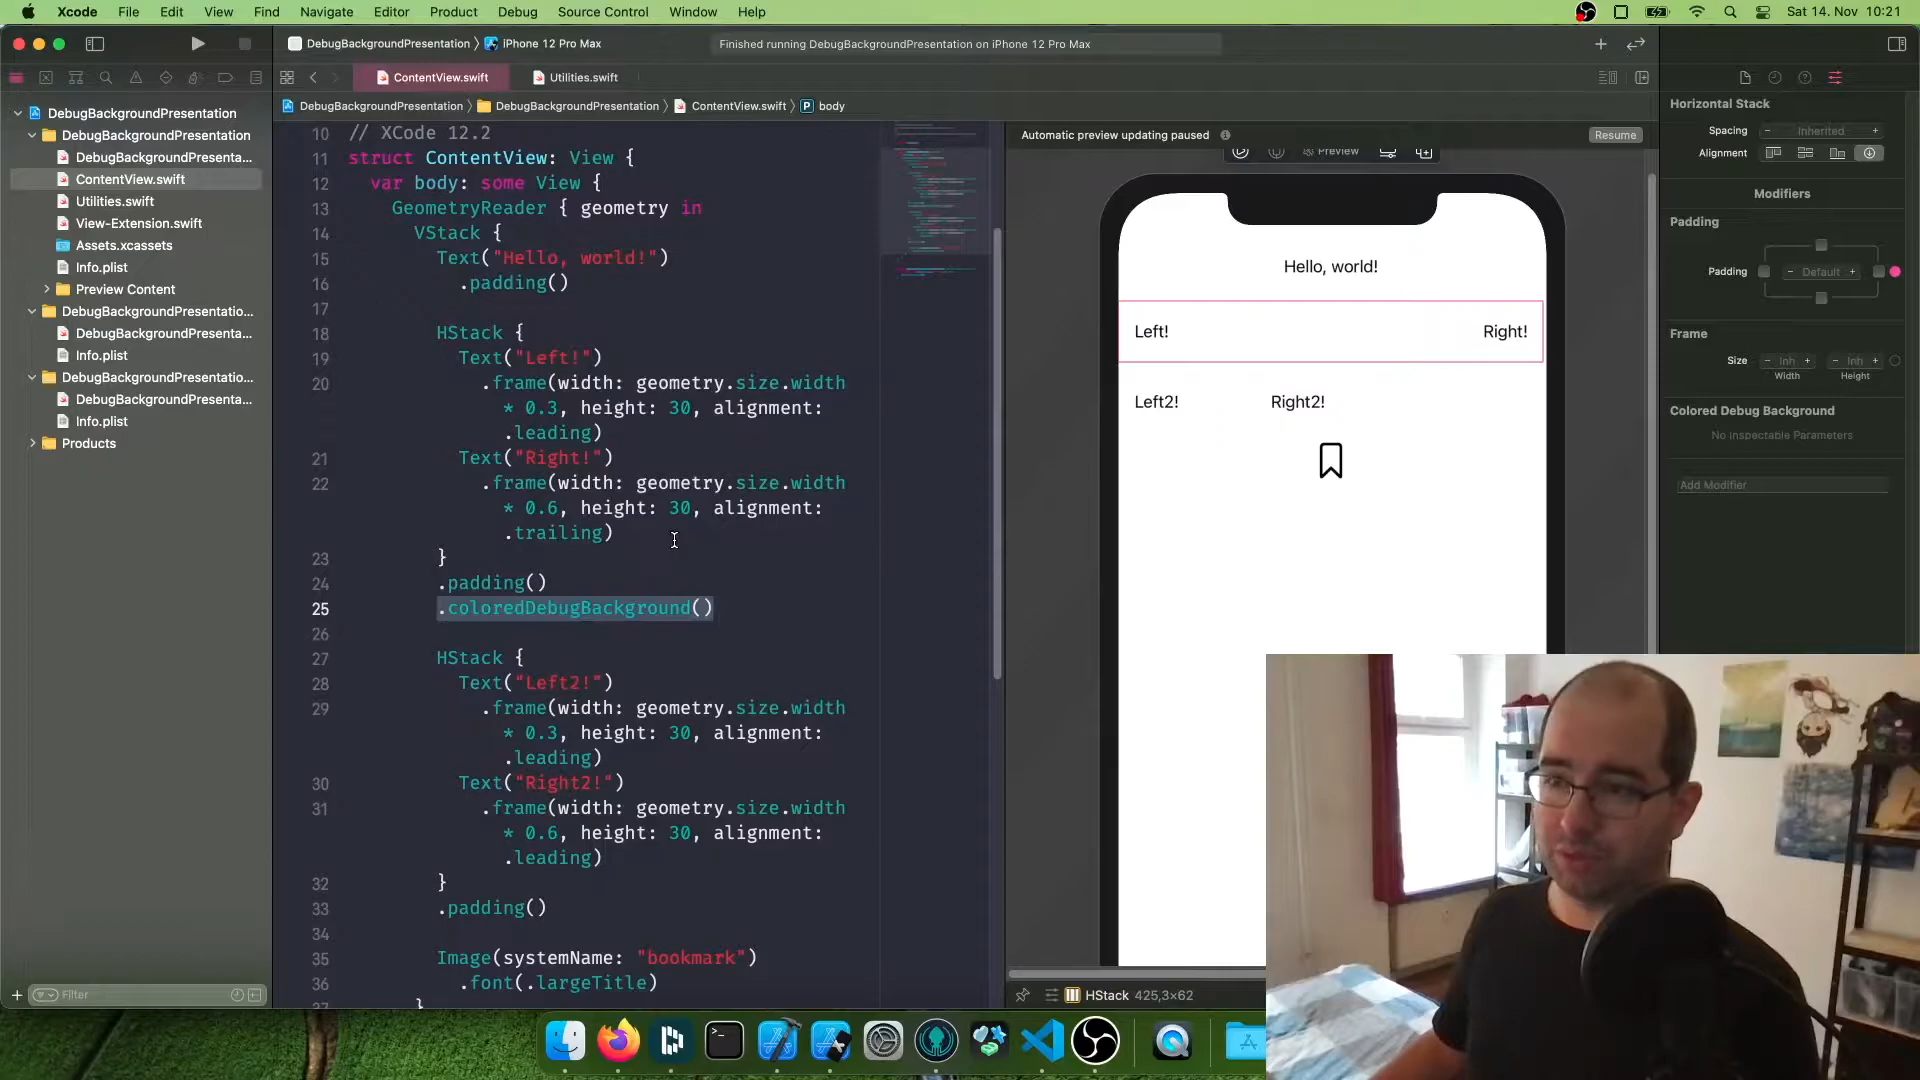 Xcode File Edit View Find Navigate Editor Product Debug Source Control Window Help Sat 14. Nov 10:21
DebugBackgroundPresentation iPhone 12 Pro Max Finished running DebugBackgroundPresentation on iPhone 12 Pro Max
ContentView.swift Utilities.swift
DebugBackgroundPresentation DebugBackgroundPresentation ContentView.swift P body
DebugBackgroundPresentation
DebugBackgroundPresentation
DebugBackgroundPresenta...
ContentView.swift
Utilities.swift
View-Extension.swift
Assets.xcassets
Info.plist
Preview Content
DebugBackgroundPresentatio...
DebugBackgroundPresenta...
Info.plist
DebugBackgroundPresentatio...
DebugBackgroundPresenta...
Info.plist
Products
Filter
10 // XCode 12.2
11 struct ContentView: View {
12 var body: some View {
13 GeometryReader { geometry in
14 VStack {
15 Text("Hello, world!")
16 .padding()
17
18 HStack {
19 Text("Left!")
20 .frame(width: geometry.size.width
* 0.3, height: 30, alignment:
.leading)
21 Text("Right!")
22 .frame(width: geometry.size.width
* 0.6, height: 30, alignment:
.trailing)
23 }
24 .padding()
25 .coloredDebugBackground()
26
27 HStack {
28 Text("Left2!")
29 .frame(width: geometry.size.width
* 0.3, height: 30, alignment:
.leading)
30 Text("Right2!")
31 .frame(width: geometry.size.width
* 0.6, height: 30, alignment:
.leading)
32 }
33 .padding()
34
35 Image(systemName: "bookmark")
36 .font(.largeTitle)
37 }
Automatic preview updating paused Resume
Preview
Hello, world!
Left! Right!
Left2! Right2!
HStack 425,3×62
Horizontal Stack
Spacing − Inherited +
Alignment
Modifiers
Padding
Padding − Default +
Frame
Size − Inh + − Inh +
Width Height
Colored Debug Background
No Inspectable Parameters
Add Modifier